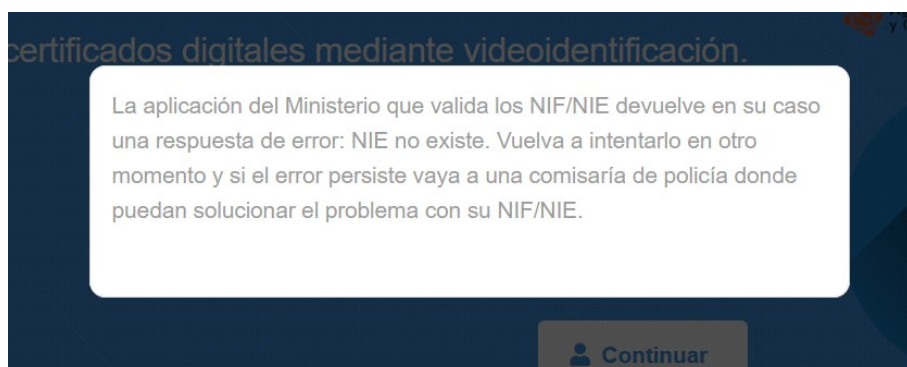 certificados digitales mediante videoidentificación.
La aplicación del Ministerio que valida los NIF/NIE devuelve en su caso
una respuesta de error: NIE no existe. Vuelva a intentarlo en otro
momento y si el error persiste vaya a una comisaría de policía donde
puedan solucionar el problema con su NIF/NIE.
Continuar